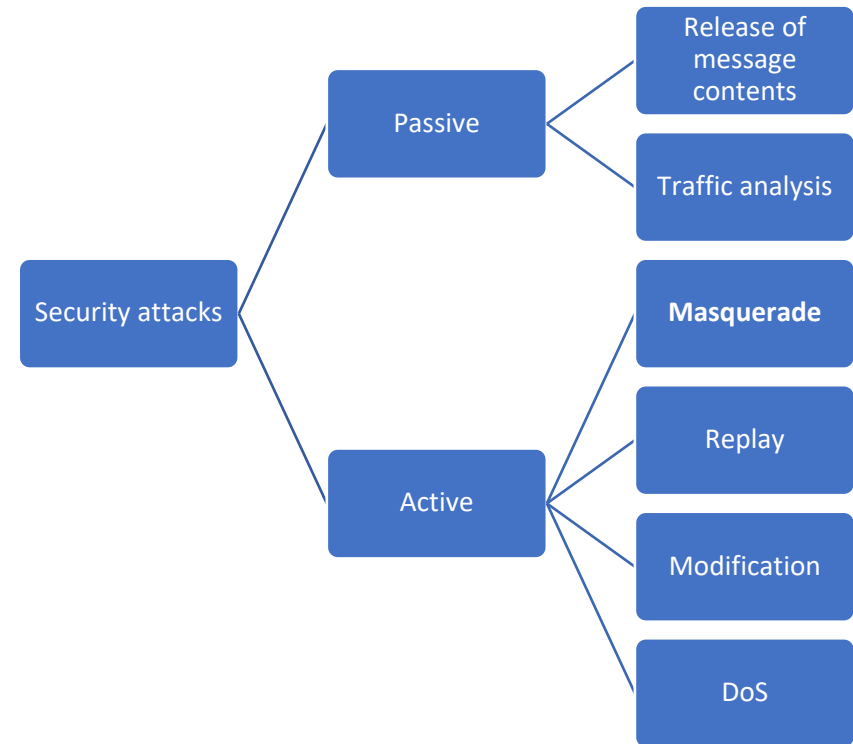 Release of
message
contents
Passive
Traffic analysis
Security attacks
Masquerade
Replay
Active
Modification
DoS